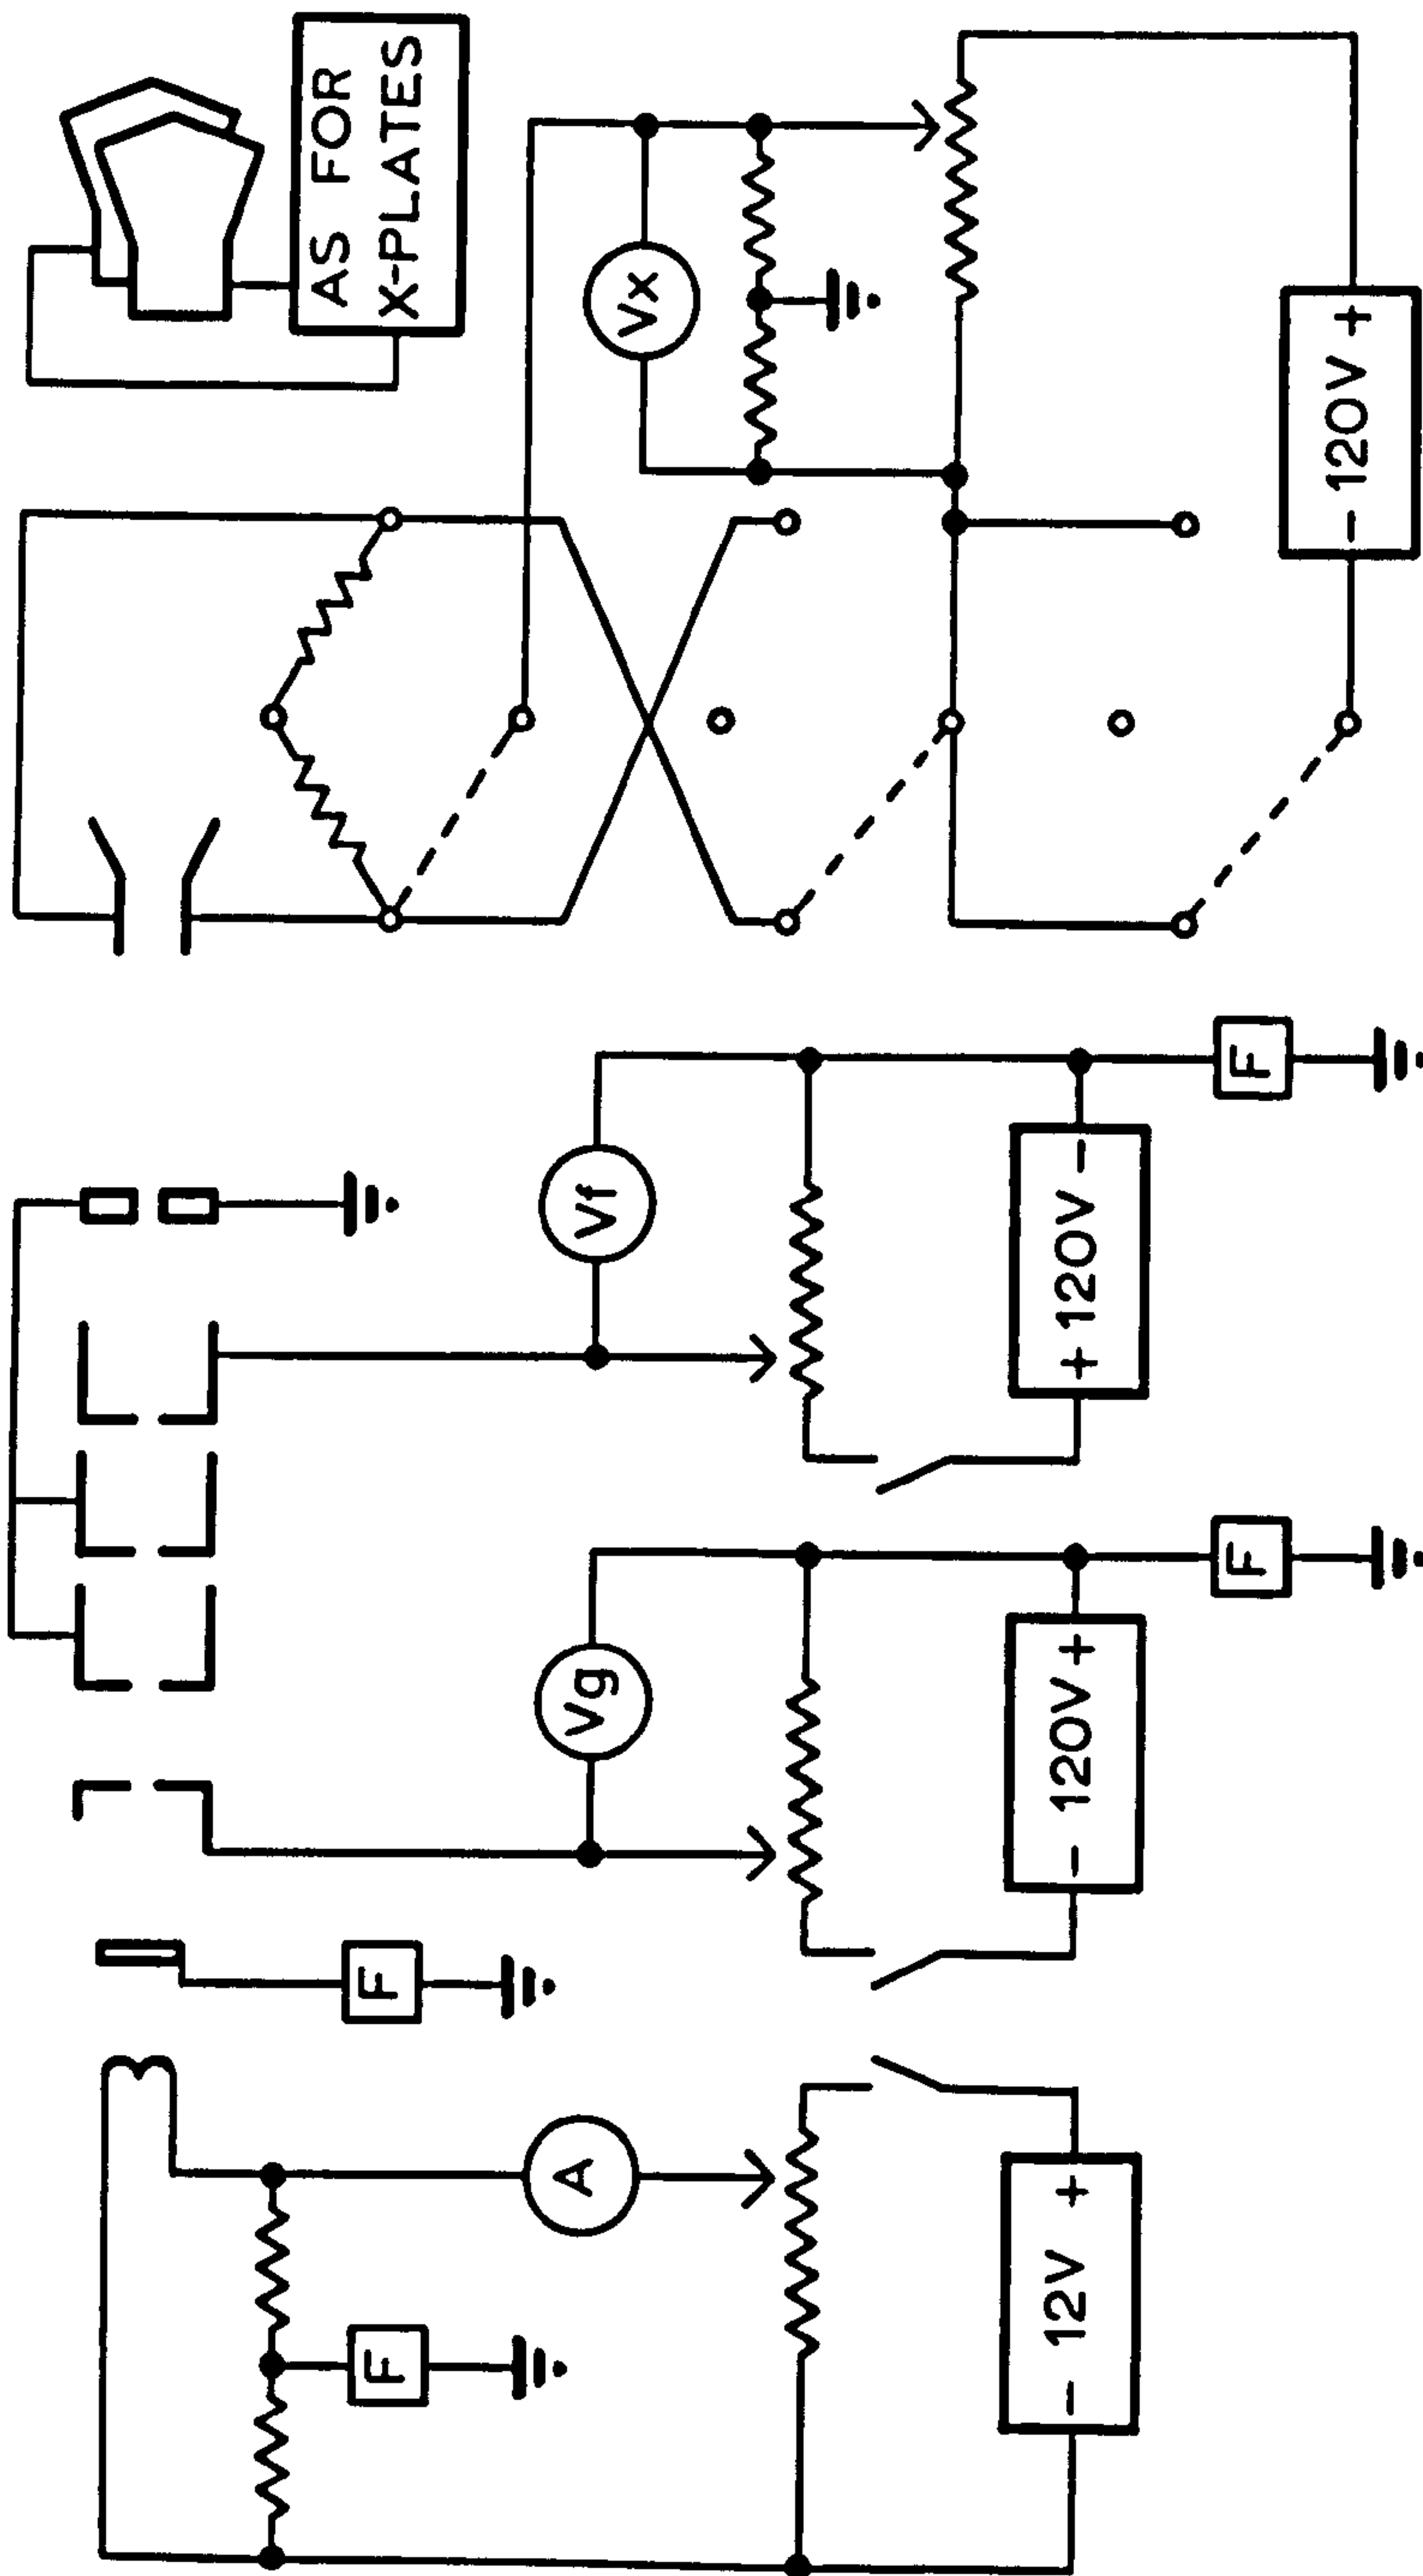 AS FOR
X-PLATES
F
F
A
Vg
Vf
Vx
- 12V +
- 120V +
+ 120V -
F
F
- 120V +